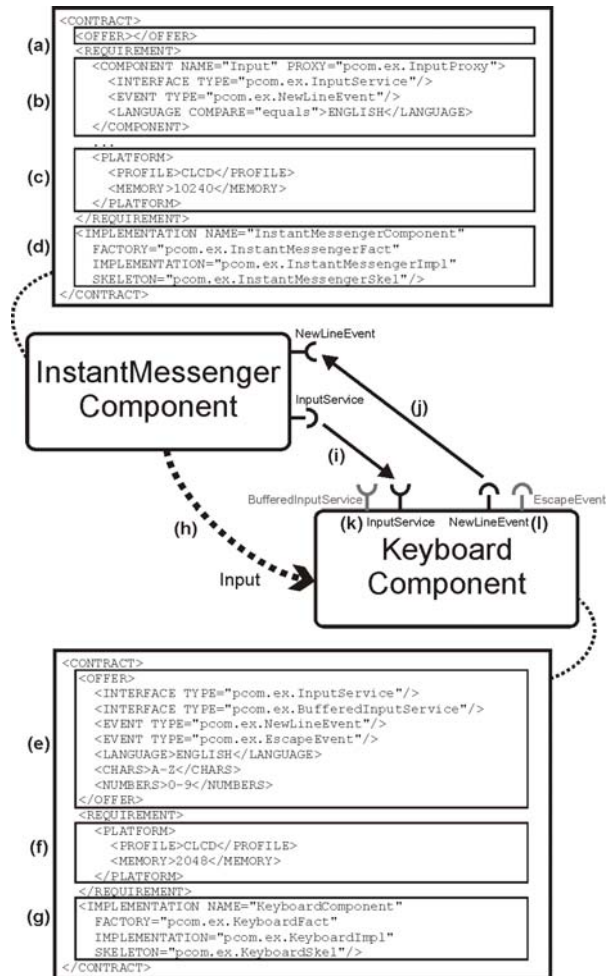 <CONTRACT>
(a) <OFFER></OFFER>
<REQUIREMENT>
<COMPONENT NAME="Input" PROXY="pcom.ex.InputProxy">
<INTERFACE TYPE="pcom.ex.InputService"/>
(b) <EVENT TYPE="pcom.ex.NewLineEvent"/>
<LANGUAGE COMPARE="equals">ENGLISH</LANGUAGE>
</COMPONENT>
...
<PLATFORM>
(c) <PROFILE>CLCD</PROFILE>
<MEMORY>10240</MEMORY>
</PLATFORM>
</REQUIREMENT>
(d) <IMPLEMENTATION NAME="InstantMessengerComponent"
FACTORY="pcom.ex.InstantMessengerFact"
IMPLEMENTATION="pcom.ex.InstantMessengerImpl"
SKELETON="pcom.ex.InstantMessengerSkel"/>
</CONTRACT>
NewLineEvent
InstantMessenger
Component
InputService
(j)
(i)
BufferedInputService
EscapeEvent
(h)
(k) InputService NewLineEvent (l)
Keyboard
Component
Input
<CONTRACT>
<OFFER>
<INTERFACE TYPE="pcom.ex.InputService"/>
<INTERFACE TYPE="pcom.ex.BufferedInputService"/>
(e) <EVENT TYPE="pcom.ex.NewLineEvent"/>
<EVENT TYPE="pcom.ex.EscapeEvent"/>
<LANGUAGE>ENGLISH</LANGUAGE>
<CHARS>A-Z</CHARS>
<NUMBERS>0-9</NUMBERS>
</OFFER>
<REQUIREMENT>
<PLATFORM>
(f) <PROFILE>CLCD</PROFILE>
<MEMORY>2048</MEMORY>
</PLATFORM>
</REQUIREMENT>
(g) <IMPLEMENTATION NAME="KeyboardComponent"
FACTORY="pcom.ex.KeyboardFact"
IMPLEMENTATION="pcom.ex.KeyboardImpl"
SKELETON="pcom.ex.KeyboardSkel"/>
</CONTRACT>